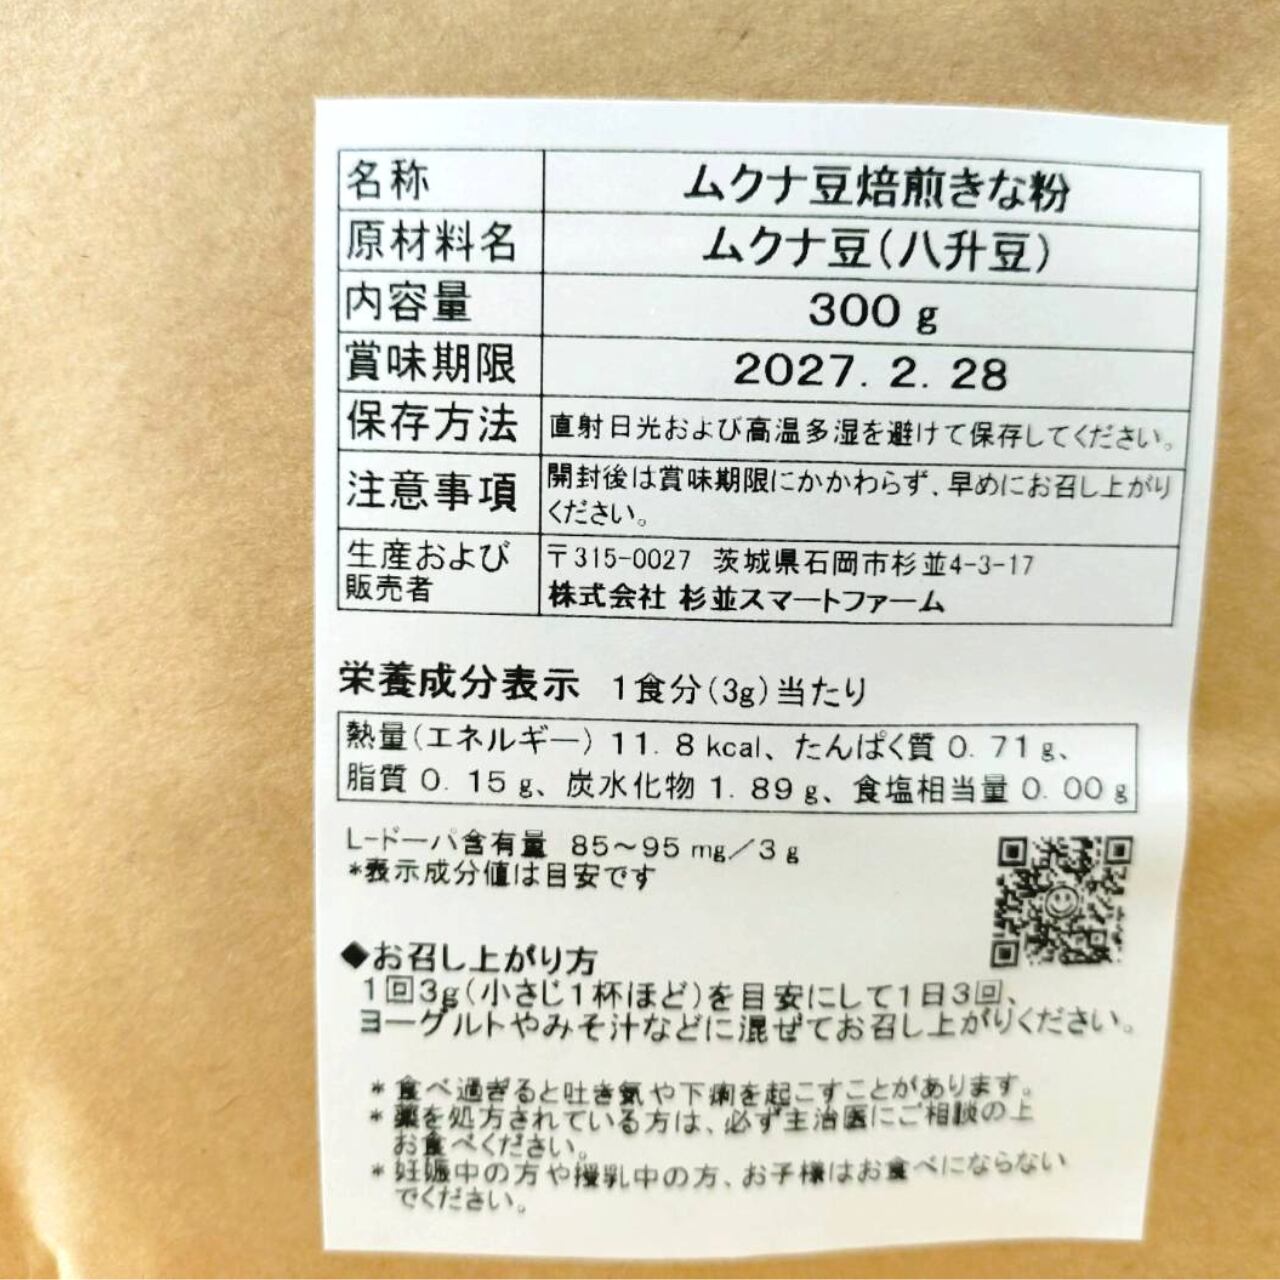 名称 ムクナ豆焙煎きな粉
原材料名 ムクナ豆(八升豆)
内容量 300 g
賞味期限 2027. 2. 28
保存方法 直射日光および高温多湿を避けて保存してください。
注意事項 開封後は賞味期限にかかわらず、早めにお召し上がり
ください。
生産および 〒315-0027 茨城県石岡市杉並4-3-17
販売者 株式会社 杉並スマートファーム
栄養成分表示 1食分(3g)当たり
熱量(エネルギー) 11. 8 kcal、たんぱく質 0. 71 g、
脂質 0. 15 g、炭水化物 1. 89 g、食塩相当量 0. 00 g
L-ドーパ含有量 85~95 mg/3 g
*表示成分値は目安です
◆お召し上がり方
1回3g(小さじ1杯ほど)を目安にして1日3回、
ヨーグルトやみそ汁などに混ぜてお召し上がりください。
* 食べ過ぎると吐き気や下痢を起こすことがあります。
* 薬を処方されている方は、必ず主治医にご相談の上
お食べください。
* 妊娠中の方や授乳中の方、お子様はお食べにならない
でください。